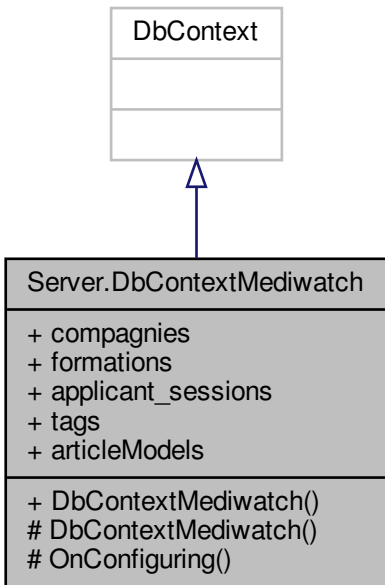 DbContext
Server.DbContextMediwatch
+ compagnies
+ formations
+ applicant_sessions
+ tags
+ articleModels
+ DbContextMediwatch()
# DbContextMediwatch()
# OnConfiguring()